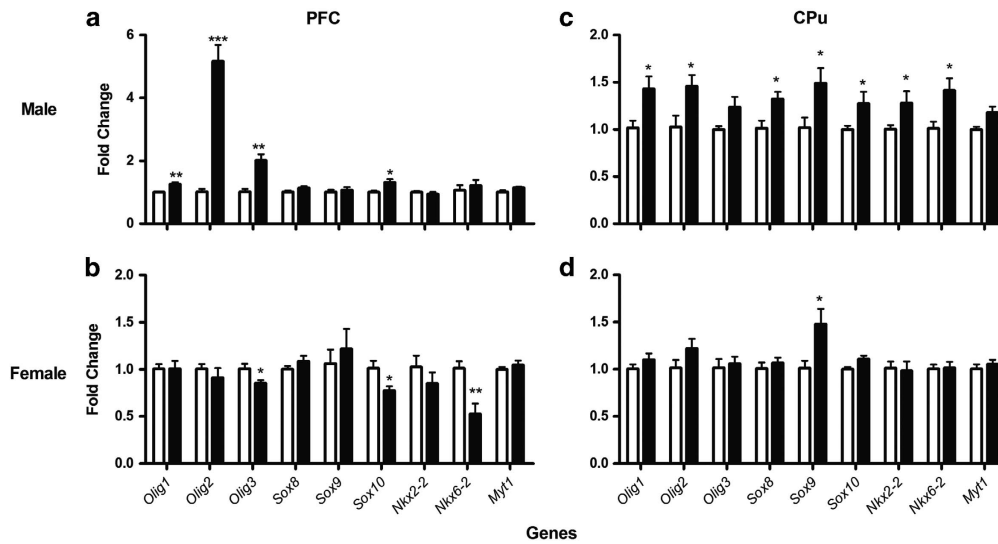 a
PFC
c
CPu
Male
Fold Change
6
4
2
0
**
***
**
*
2.0
1.5
1.0
0.5
0.0
*
*
*
*
*
*
*
b
d
Female
Fold Change
2.0
1.5
1.0
0.5
0.0
*
*
**
2.0
1.5
1.0
0.5
0.0
*
Olig1
Olig2
Olig3
Sox8
Sox9
Sox10
Nkx2-2
Nkx6-2
Myt1
Olig1
Olig2
Olig3
Sox8
Sox9
Sox10
Nkx2-2
Nkx6-2
Myt1
Genes